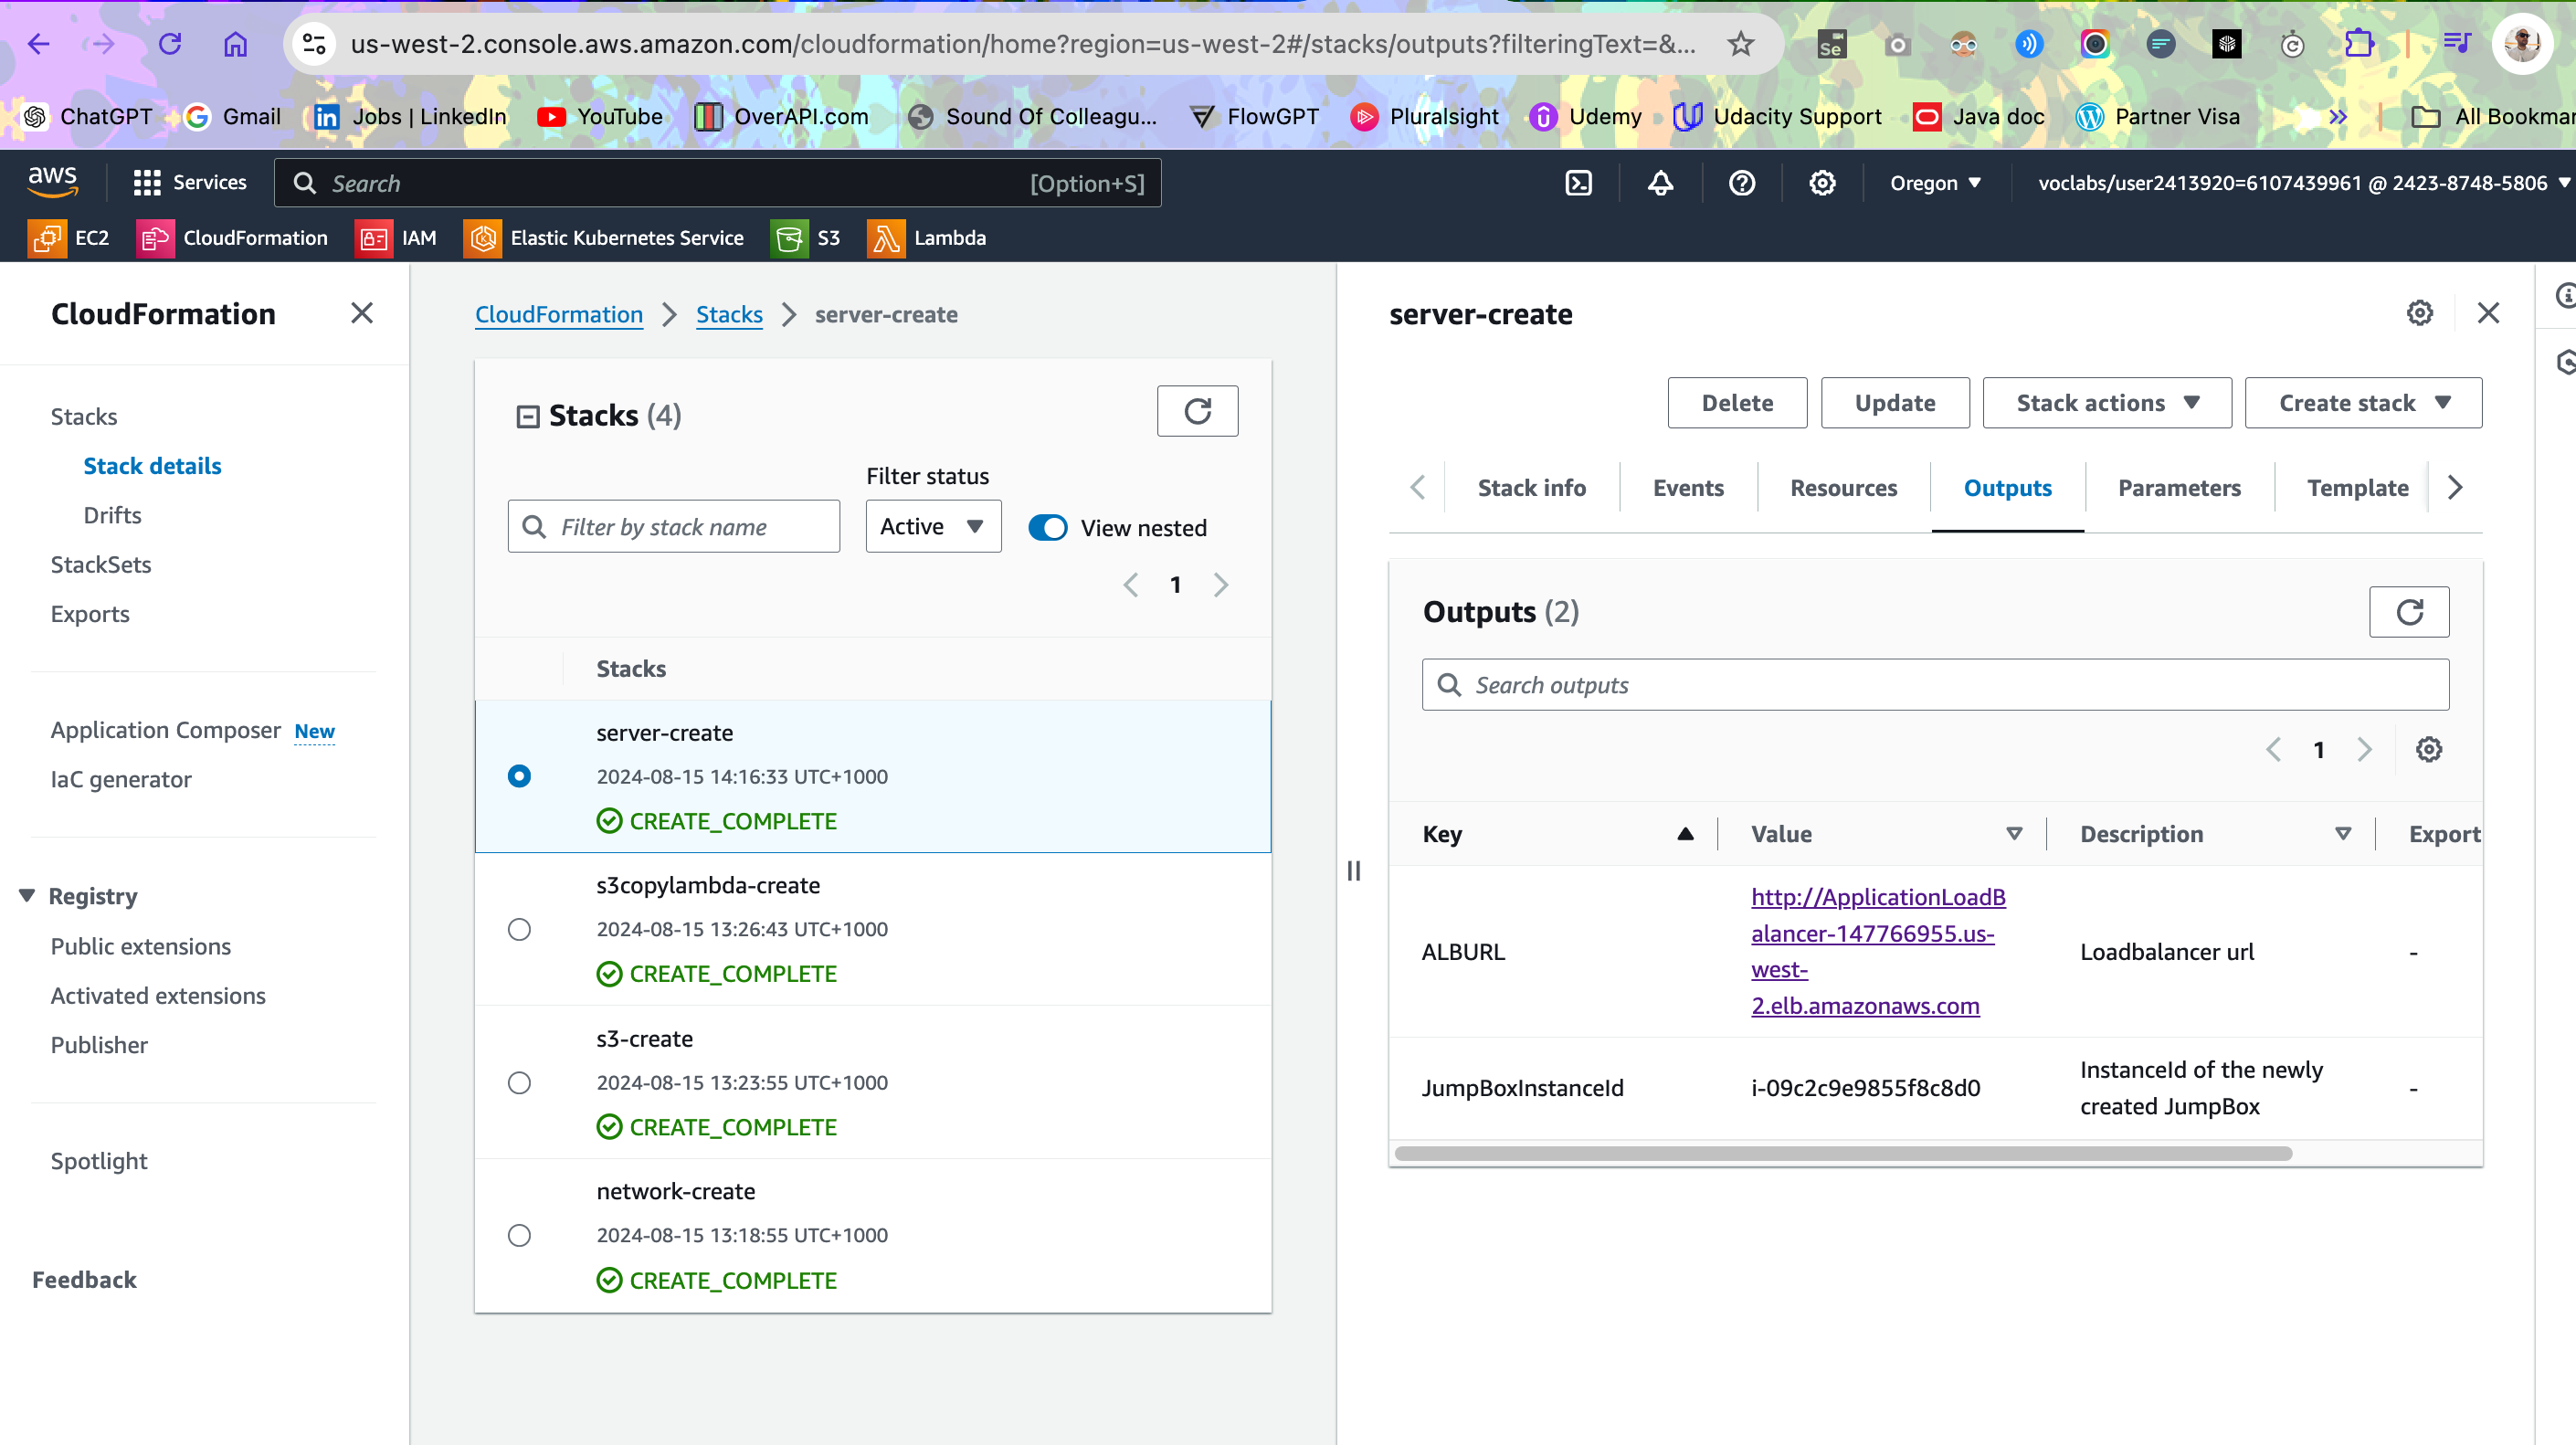 us-west-2.console.aws.amazon.com/cloudformation/home?region=us-west-2#/stacks/outputs?filteringText=&...
Se
ChatGPT
Gmail
Jobs | LinkedIn
YouTube
OverAPI.com
Sound Of Colleagu...
FlowGPT
Pluralsight
Udemy
Udacity Support
Java doc
Partner Visa
All Bookmar
aws
Services
Search
[Option+S]
Oregon
voclabs/user2413920=6107439961 @ 2423-8748-5806
EC2
CloudFormation
IAM
Elastic Kubernetes Service
S3
Lambda
CloudFormation
Stacks
Stack details
Drifts
StackSets
Exports
Application Composer New
IaC generator
Registry
Public extensions
Activated extensions
Publisher
Spotlight
Feedback
CloudFormation
Stacks
server-create
Stacks (4)
Filter status
Filter by stack name
Active
View nested
1
Stacks
server-create
2024-08-15 14:16:33 UTC+1000
CREATE_COMPLETE
s3copylambda-create
2024-08-15 13:26:43 UTC+1000
CREATE_COMPLETE
s3-create
2024-08-15 13:23:55 UTC+1000
CREATE_COMPLETE
network-create
2024-08-15 13:18:55 UTC+1000
CREATE_COMPLETE
server-create
Delete
Update
Stack actions
Create stack
Stack info
Events
Resources
Outputs
Parameters
Template
Outputs (2)
Search outputs
1
Key
Value
Description
Export
ALBURL
http://ApplicationLoadB
alancer-147766955.us-
west-
2.elb.amazonaws.com
Loadbalancer url
-
JumpBoxInstanceId
i-09c2c9e9855f8c8d0
InstanceId of the newly
created JumpBox
-